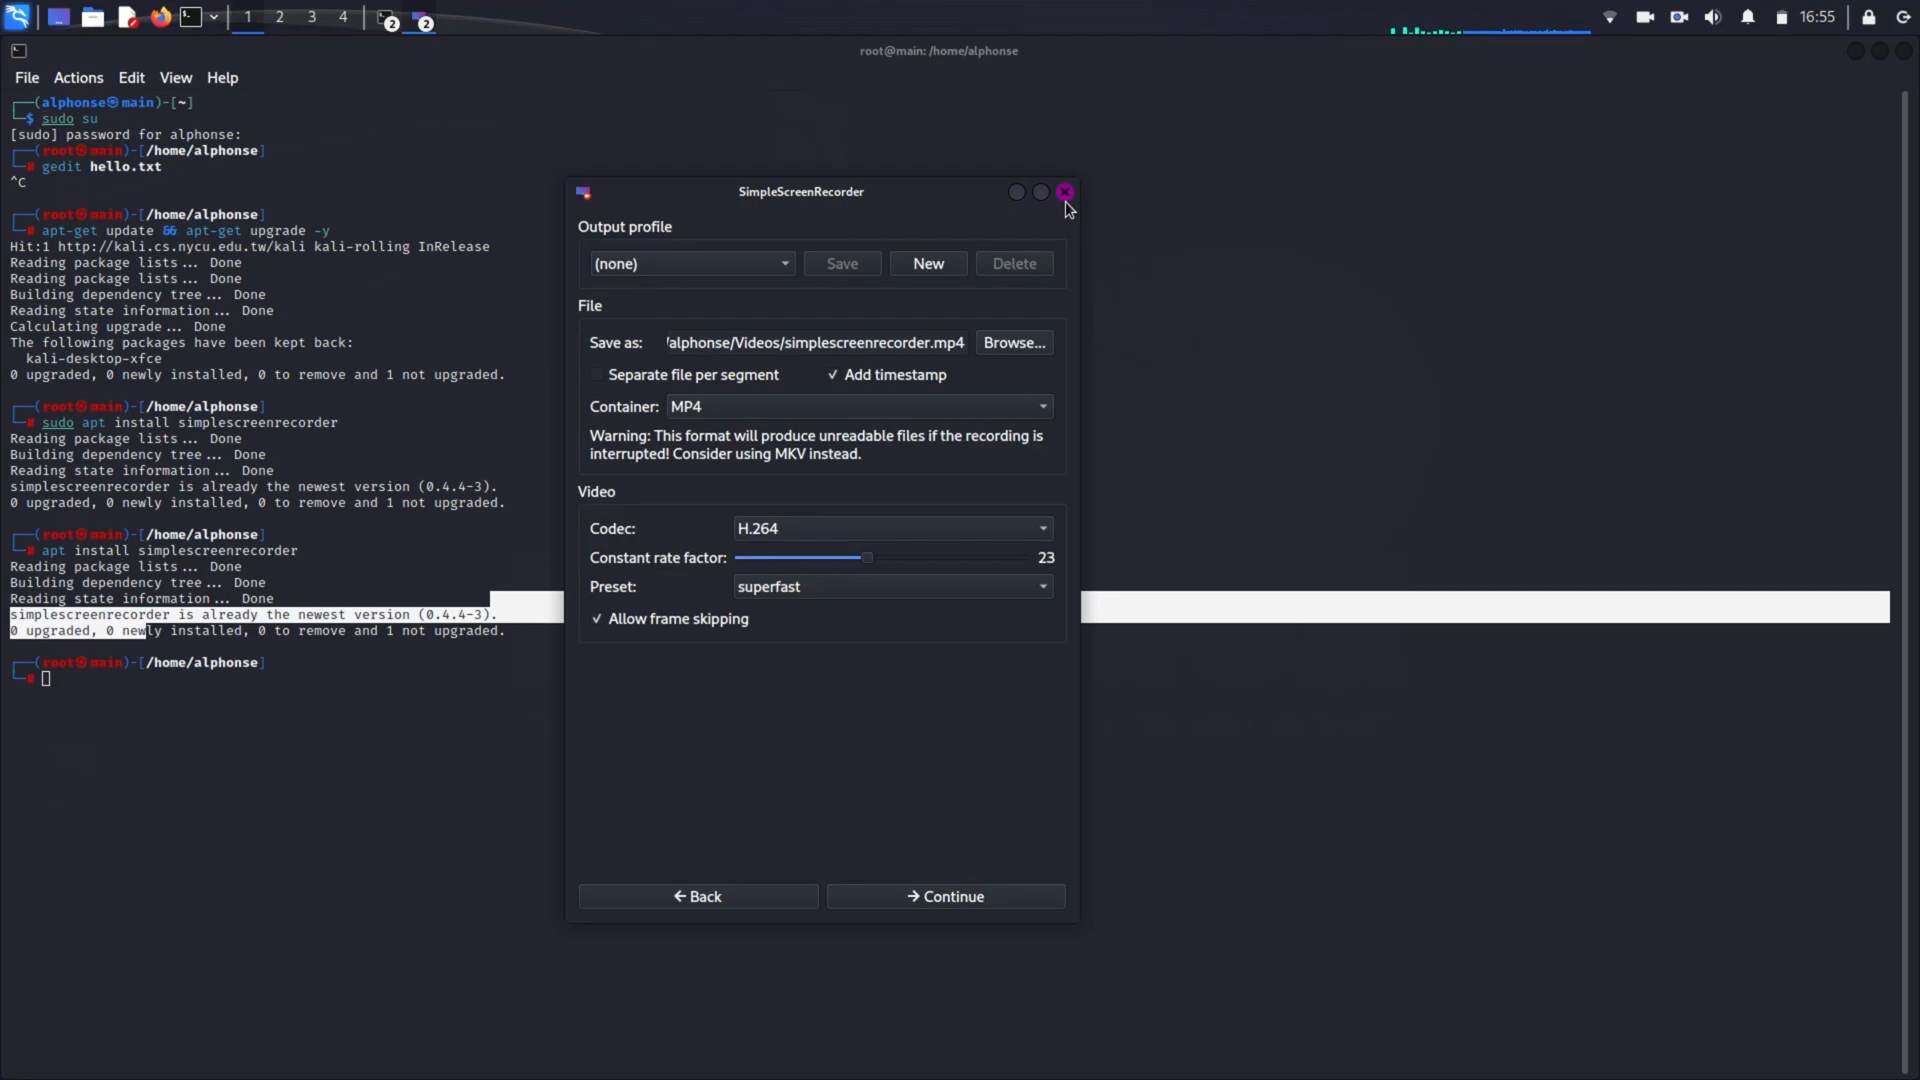 1 2 3 4 2 2 16:55
root@main: /home/alphonse
File Actions Edit View Help
┌──(alphonse㉿main)-[~]
└─$ sudo su
[sudo] password for alphonse:
┌──(root㉿main)-[/home/alphonse]
└─# gedit hello.txt
^C
┌──(root㉿main)-[/home/alphonse]
└─# apt-get update && apt-get upgrade -y
Hit:1 http://kali.cs.nycu.edu.tw/kali kali-rolling InRelease
Reading package lists... Done
Reading package lists... Done
Building dependency tree... Done
Reading state information... Done
Calculating upgrade... Done
The following packages have been kept back:
kali-desktop-xfce
0 upgraded, 0 newly installed, 0 to remove and 1 not upgraded.
┌──(root㉿main)-[/home/alphonse]
└─# sudo apt install simplescreenrecorder
Reading package lists... Done
Building dependency tree... Done
Reading state information... Done
simplescreenrecorder is already the newest version (0.4.4-3).
0 upgraded, 0 newly installed, 0 to remove and 1 not upgraded.
┌──(root㉿main)-[/home/alphonse]
└─# apt install simplescreenrecorder
Reading package lists... Done
Building dependency tree... Done
Reading state information... Done
simplescreenrecorder is already the newest version (0.4.4-3).
0 upgraded, 0 newly installed, 0 to remove and 1 not upgraded.
┌──(root㉿main)-[/home/alphonse]
└─#
SimpleScreenRecorder
Output profile
(none) Save New Delete
File
Save as: /alphonse/Videos/simplescreenrecorder.mp4 Browse...
Separate file per segment ✓ Add timestamp
Container: MP4
Warning: This format will produce unreadable files if the recording is
interrupted! Consider using MKV instead.
Video
Codec: H.264
Constant rate factor: 23
Preset: superfast
✓ Allow frame skipping
← Back → Continue